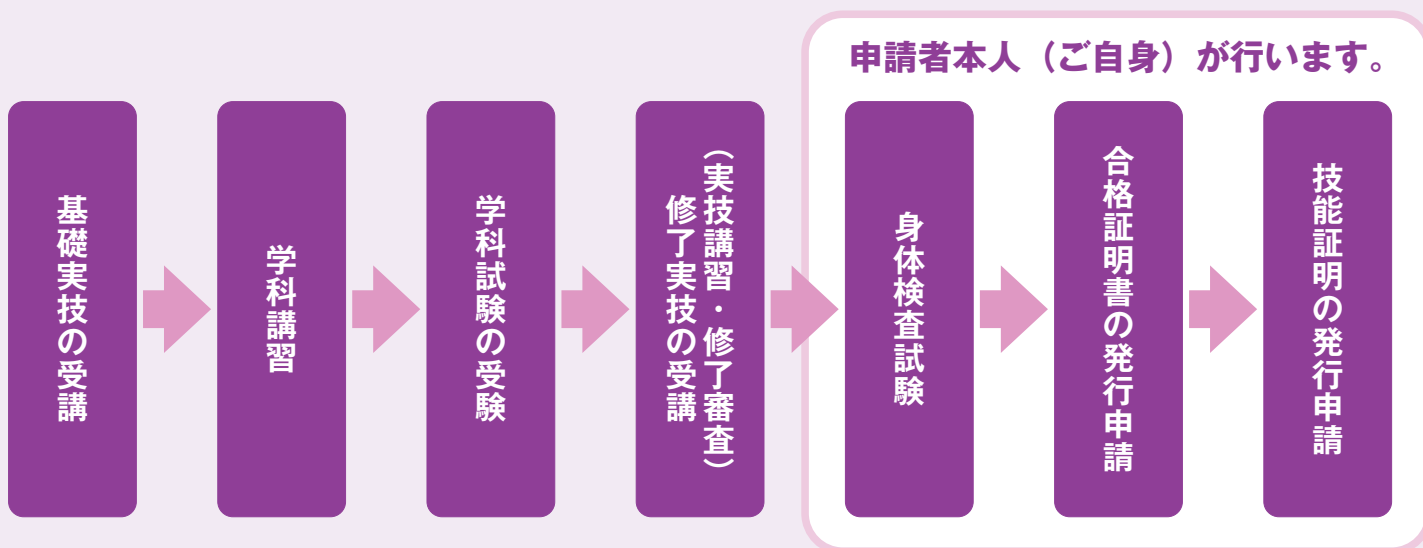 申請者本人（ご自身）が行います。
基礎実技の受講
学科講習
学科試験の受験
（実技講習・修了審査）
修了実技の受講
身体検査試験
合格証明書の発行申請
技能証明の発行申請